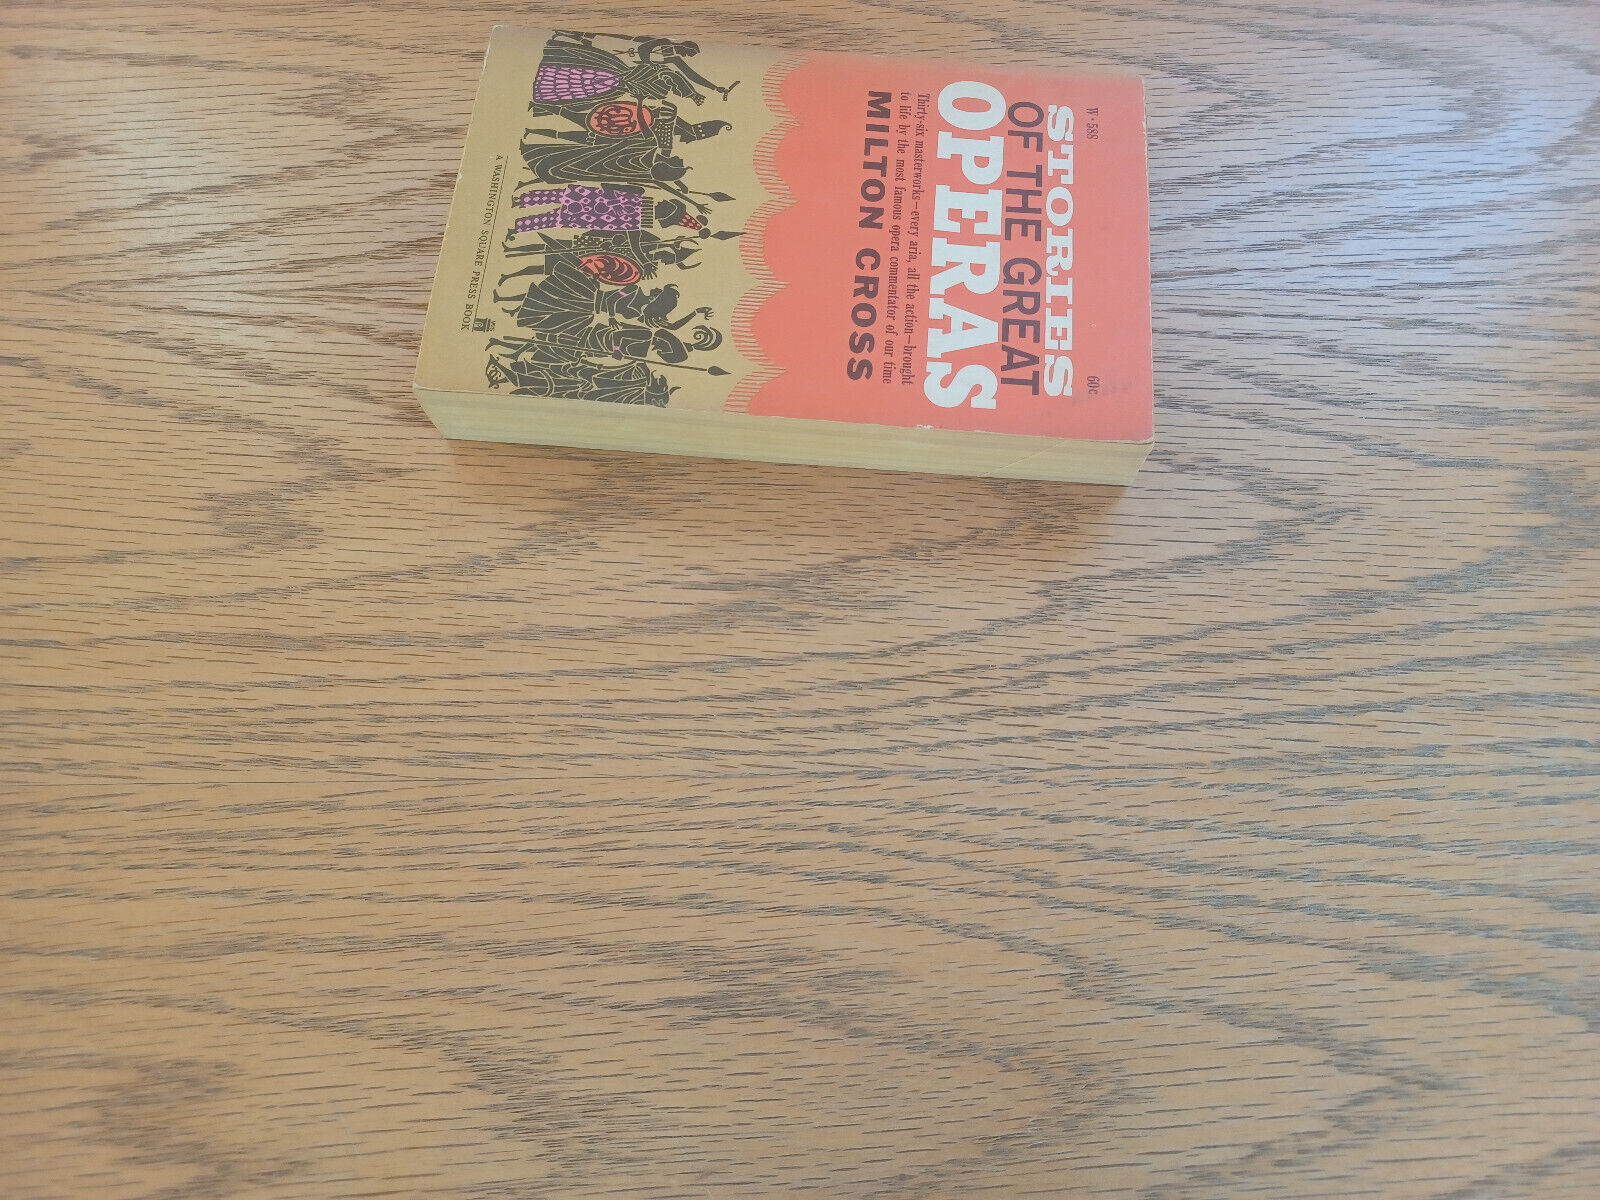 W•588
60¢
STORIES
OF THE GREAT
OPERAS
Thirty-six masterworks—every aria, all the action—brought
to life by the most famous opera commentator of our time
MILTON CROSS
A WASHINGTON SQUARE PRESS BOOK